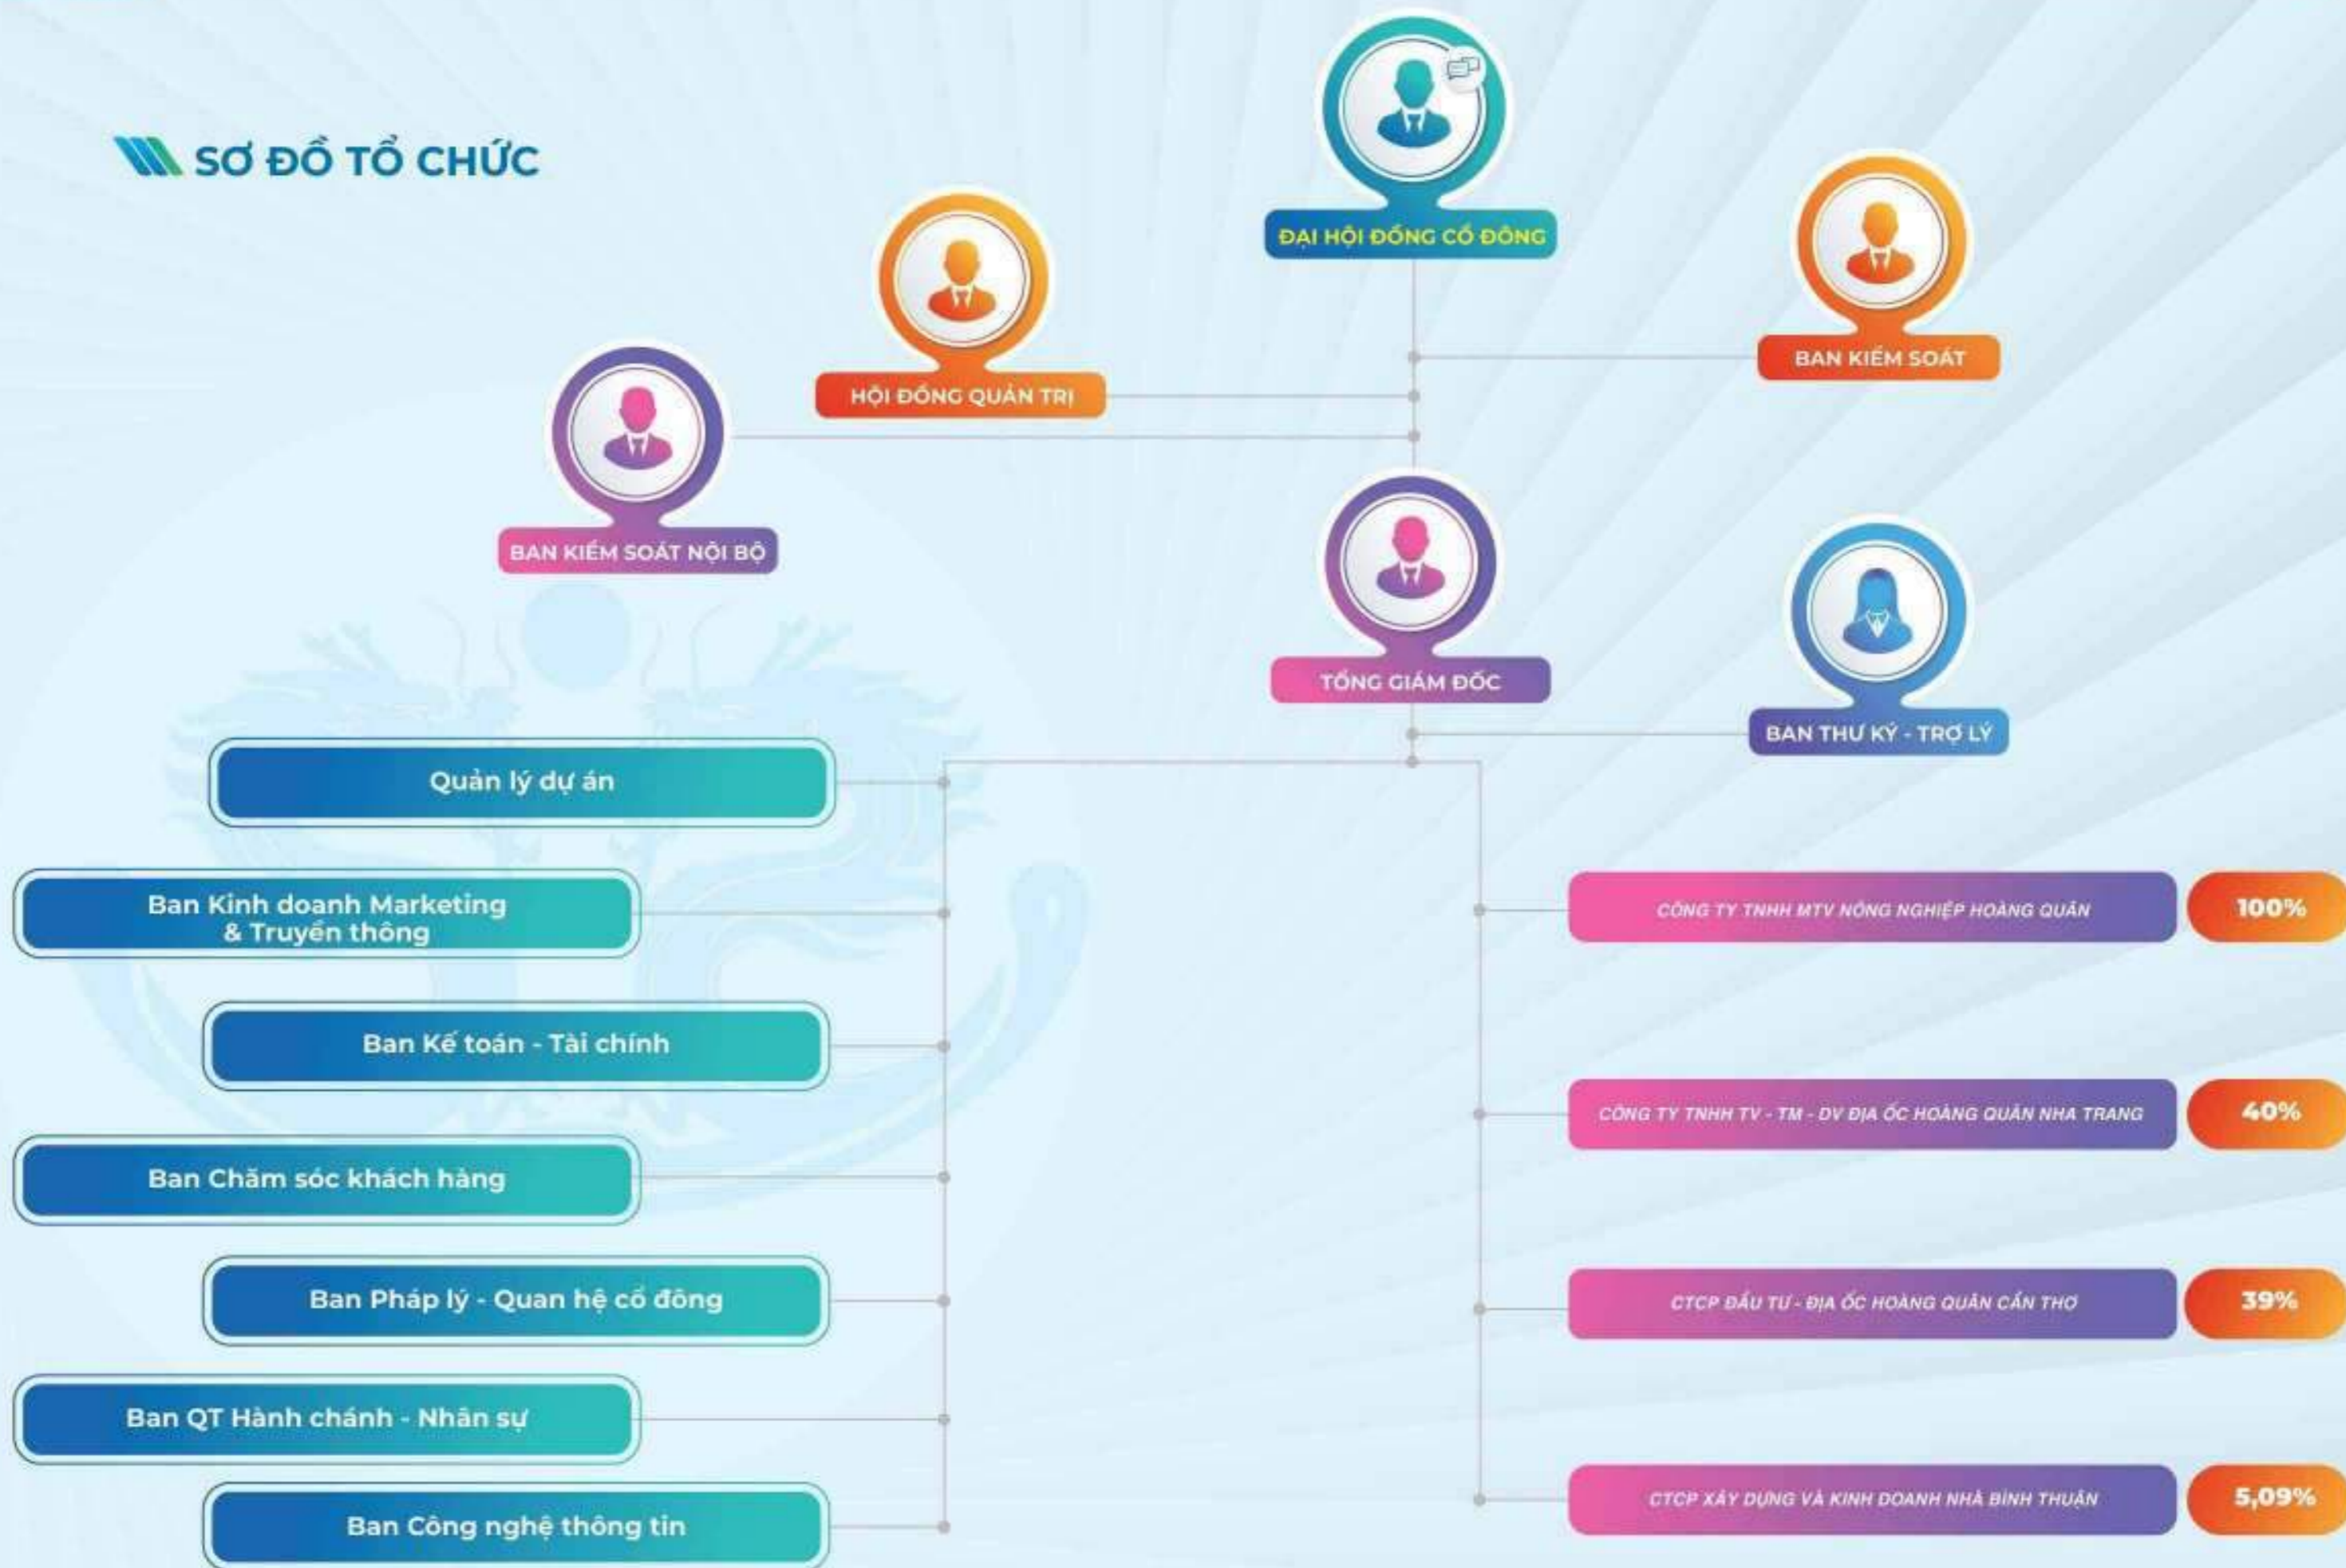 SƠ ĐỒ TỔ CHỨC
ĐẠI HỘI ĐỒNG CỔ ĐÔNG
BAN KIỂM SOÁT
HỘI ĐỒNG QUẢN TRỊ
BAN KIỂM SOÁT NỘI BỘ
TỔNG GIÁM ĐỐC
BAN THƯ KÝ - TRỢ LÝ
Quản lý dự án
Ban Kinh doanh Marketing
& Truyền thông
Ban Kế toán - Tài chính
Ban Chăm sóc khách hàng
Ban Pháp lý - Quan hệ cổ đông
Ban QT Hành chánh - Nhân sự
Ban Công nghệ thông tin
CÔNG TY TNHH MTV NÔNG NGHIỆP HOÀNG QUÂN 100%
CÔNG TY TNHH TV - TM - DV ĐỊA ỐC HOÀNG QUÂN NHA TRANG 40%
CTCP ĐẦU TƯ - ĐỊA ỐC HOÀNG QUÂN CẦN THƠ 39%
CTCP XÂY DỰNG VÀ KINH DOANH NHÀ BÌNH THUẬN 5,09%